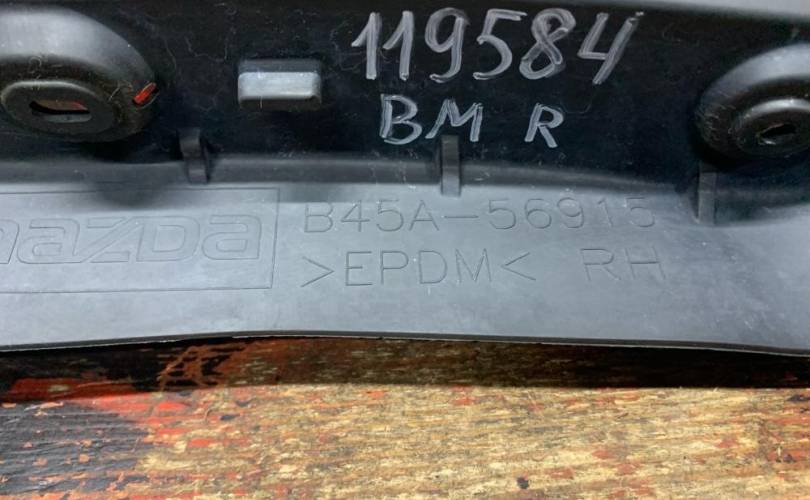 119584
BM R
mazda
B45A-56915
>EPDM< RH